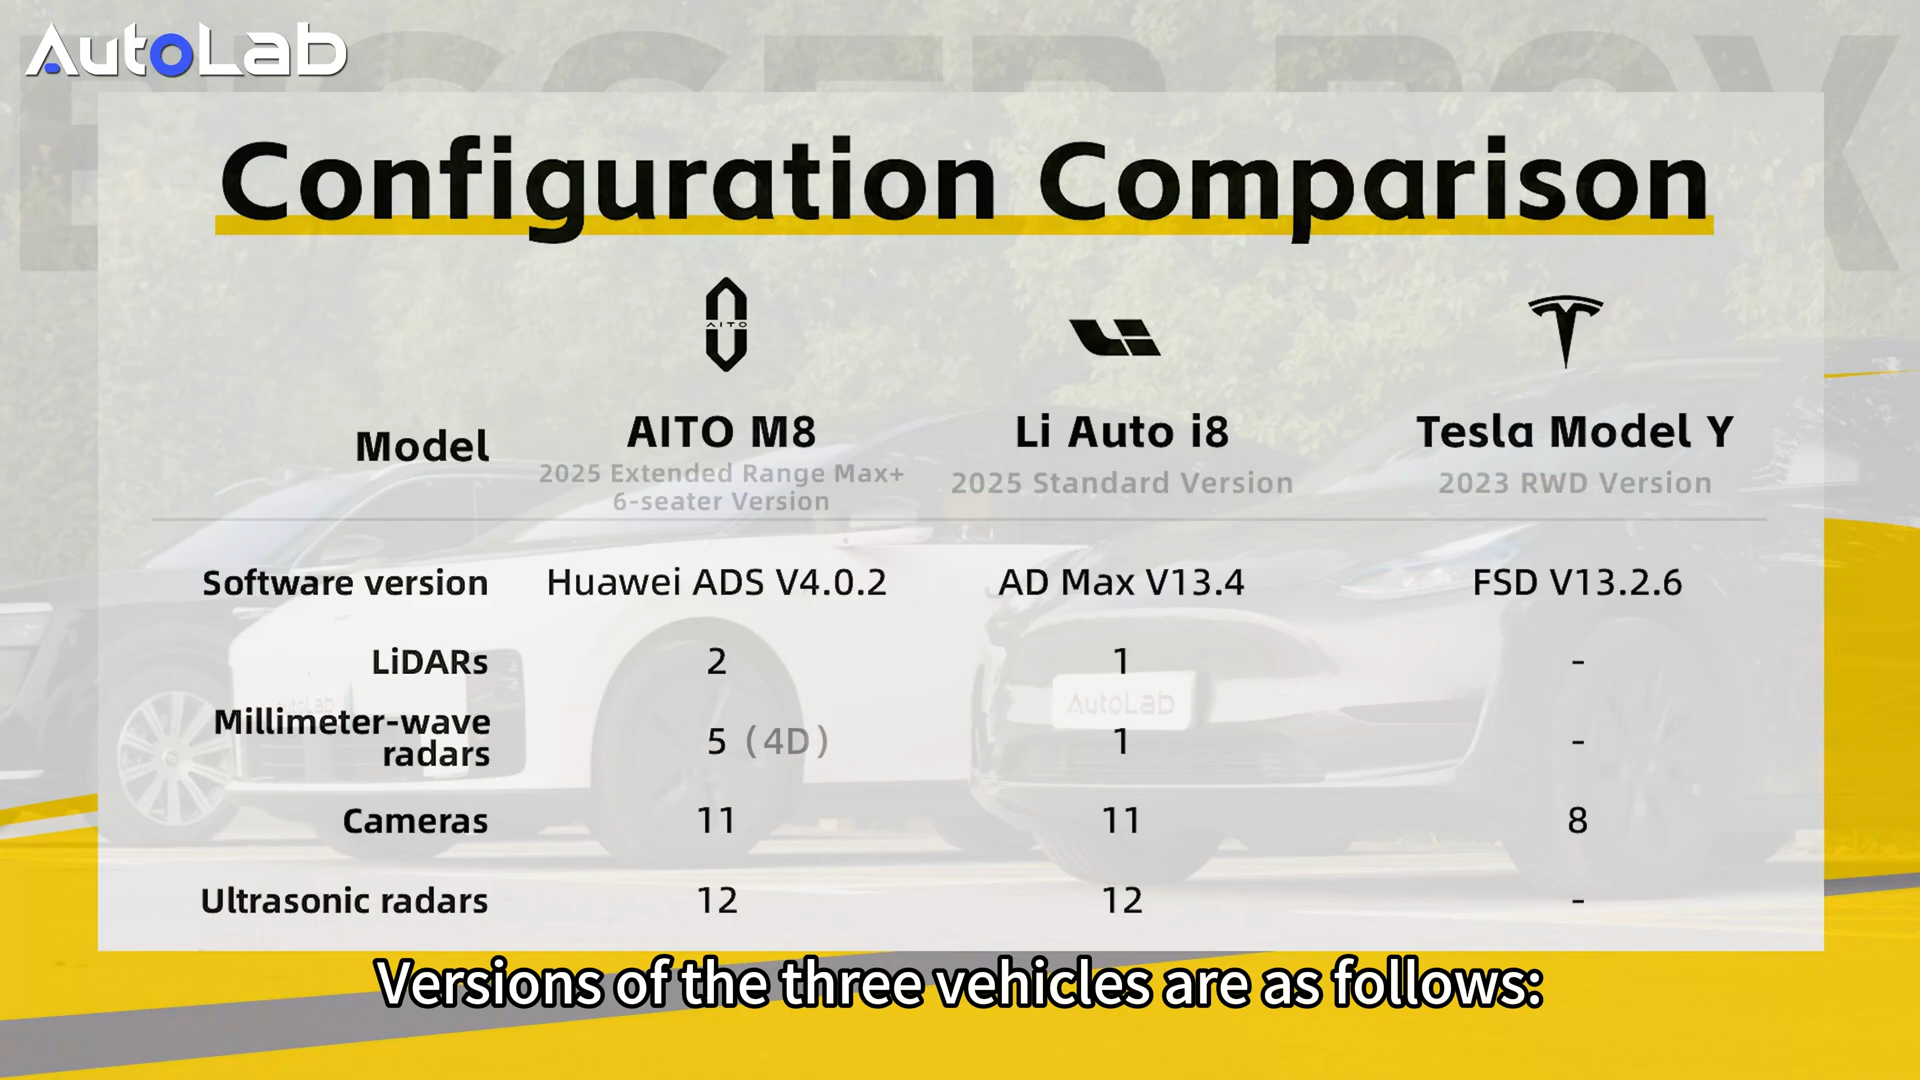 AutoLab
Configuration Comparison
AITO
Model
AITO M8
2025 Extended Range Max+
6-seater Version
Li Auto i8
2025 Standard Version
Tesla Model Y
2023 RWD Version
Software version Huawei ADS V4.0.2 AD Max V13.4 FSD V13.2.6
LiDARs 2 1 -
AutoLab
Millimeter-wave
radars 5 (4D) 1 -
Cameras 11 11 8
Ultrasonic radars 12 12 -
Versions of the three vehicles are as follows: